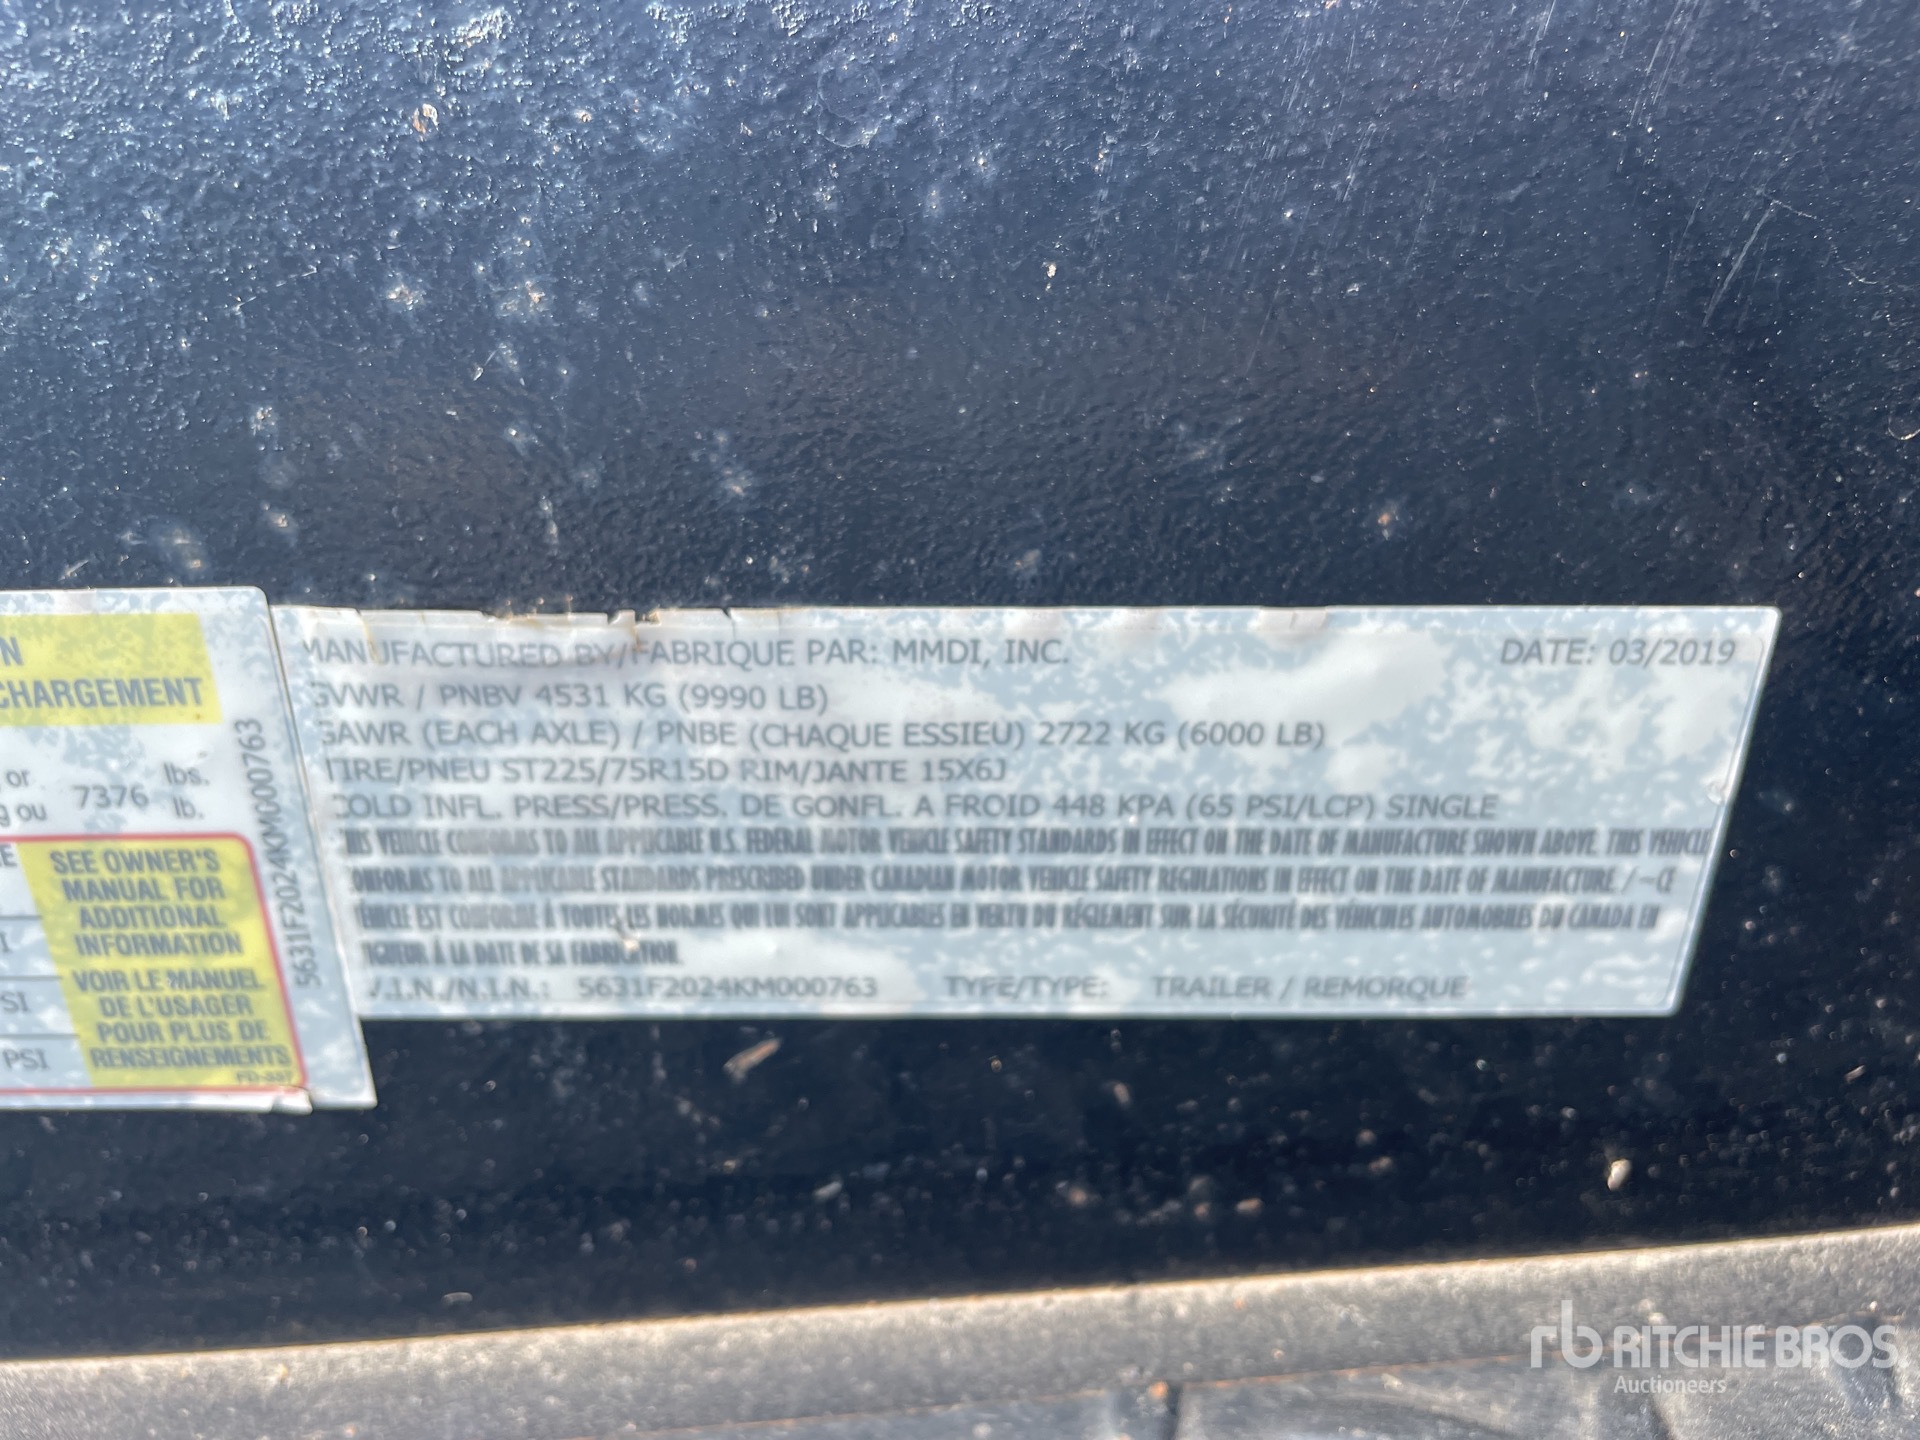 N
CHARGEMENT
or 7376 lbs.
g ou lb.
SEE OWNER'S
MANUAL FOR
ADDITIONAL
INFORMATION
VOIR LE MANUEL
DE L'USAGER
POUR PLUS DE
RENSEIGNEMENTS
I
SI
PSI
5631F2024KM000763
MANUFACTURED BY/FABRIQUE PAR: MMDI, INC. DATE: 03/2019
GVWR / PNBV 4531 KG (9990 LB)
GAWR (EACH AXLE) / PNBE (CHAQUE ESSIEU) 2722 KG (6000 LB)
TIRE/PNEU ST225/75R15D RIM/JANTE 15X6J
COLD INFL. PRESS/PRESS. DE GONFL. A FROID 448 KPA (65 PSI/LCP) SINGLE
THIS VEHICLE CONFORMS TO ALL APPLICABLE U.S. FEDERAL MOTOR VEHICLE SAFETY STANDARDS IN EFFECT ON THE DATE OF MANUFACTURE SHOWN ABOVE. THIS VEHICLE
CONFORMS TO ALL APPLICABLE STANDARDS PRESCRIBED UNDER CANADIAN MOTOR VEHICLE SAFETY REGULATIONS IN EFFECT ON THE DATE OF MANUFACTURE. / -CE
VÉHICLE EST CONFORME À TOUTES LES NORMES QUI LUI SONT APPLICABLES EN VERTU DU RÉGLEMENT SUR LA SÉCURITÉ DES VÉHICULES AUTOMOBILES DU CANADA EN
VIGUEUR À LA DATE DE SA FABRICATION.
V.I.N./N.I.N.: 5631F2024KM000763 TYPE/TYPE: TRAILER / REMORQUE
rb RITCHIE BROS
Auctioneers